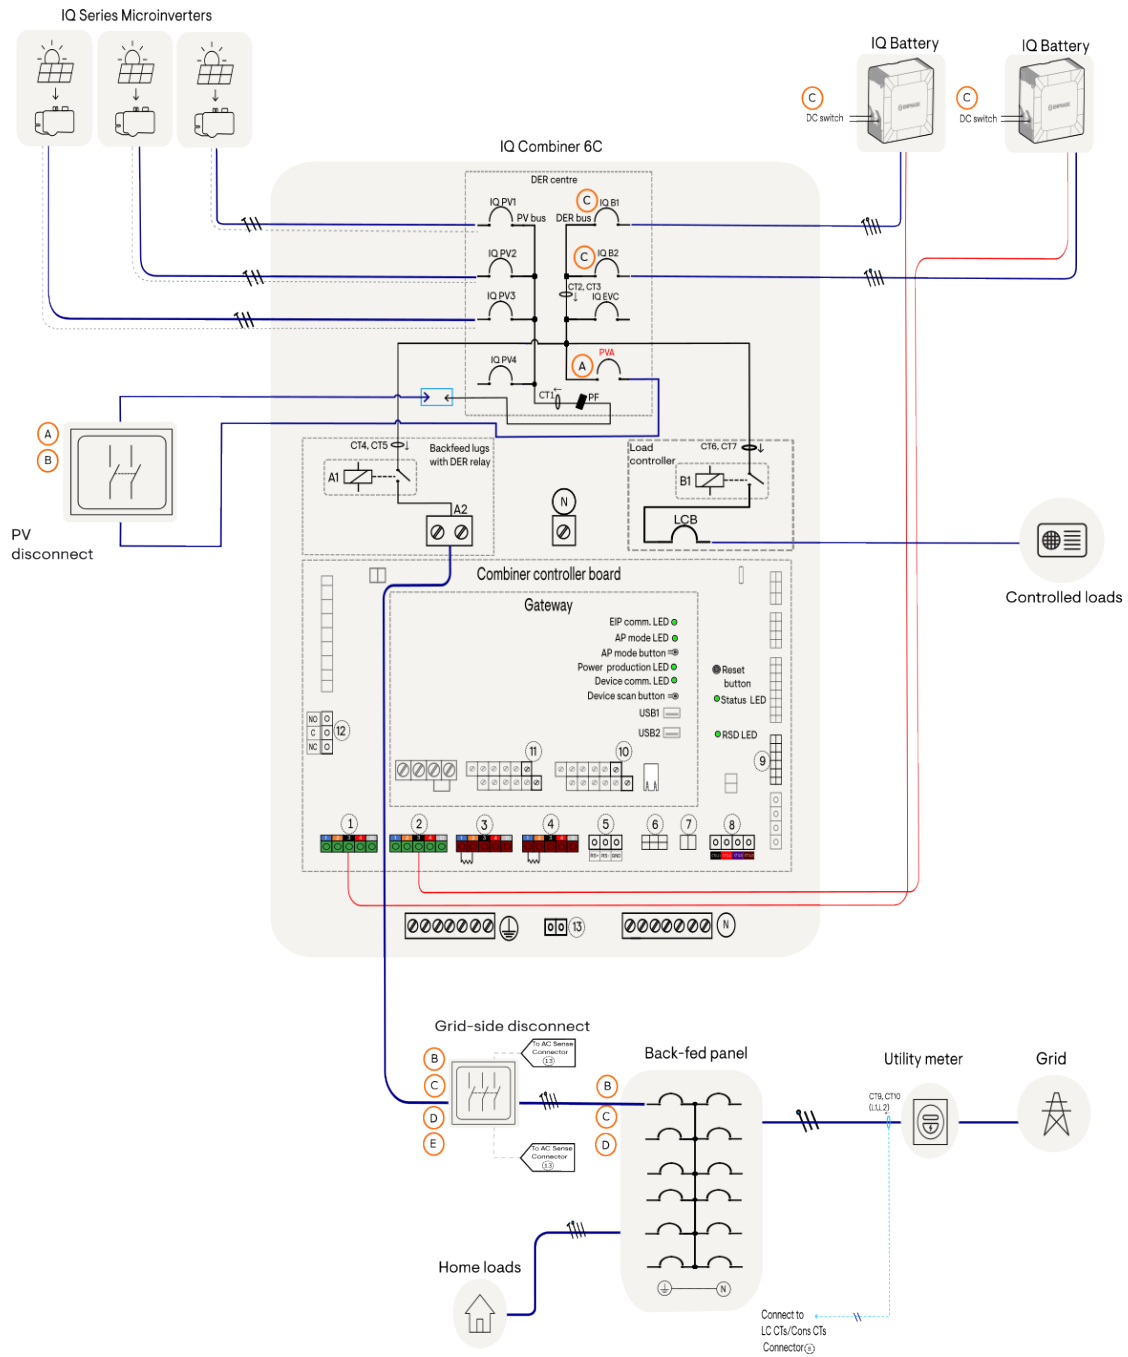 IQ Series Microinverters
IQ Battery
IQ Battery
C
DC switch
C
DC switch
IQ Combiner 6C
DER centre
IQ PV1
PV bus
DER bus
C
IQ B1
IQ PV2
C
IQ B2
CT2, CT3
IQ PV3
IQ EVC
PVA
A
IQ PV4
CT1
PF
A
B
PV
disconnect
CT4, CT5
Backfeed lugs
with DER relay
A1
A2
N
Load
controller
CT6, CT7
B1
LCB
Controlled loads
Combiner controller board
Gateway
EIP comm. LED
AP mode LED
AP mode button
Power production LED
Device comm. LED
Device scan button
USB1
USB2
Reset
button
Status LED
RSD LED
NO
C
NC
12
11
10
9
1
2
3
4
5
6
7
8
RS+ RS- GND
13
N
Grid-side disconnect
To AC Sense
Connector
13
B
C
D
E
To AC Sense
Connector
13
B
C
D
Back-fed panel
N
Utility meter
CT9, CT10
(L1,L2)
Grid
Home loads
Connect to
LC CTs/Cons CTs
Connector 8